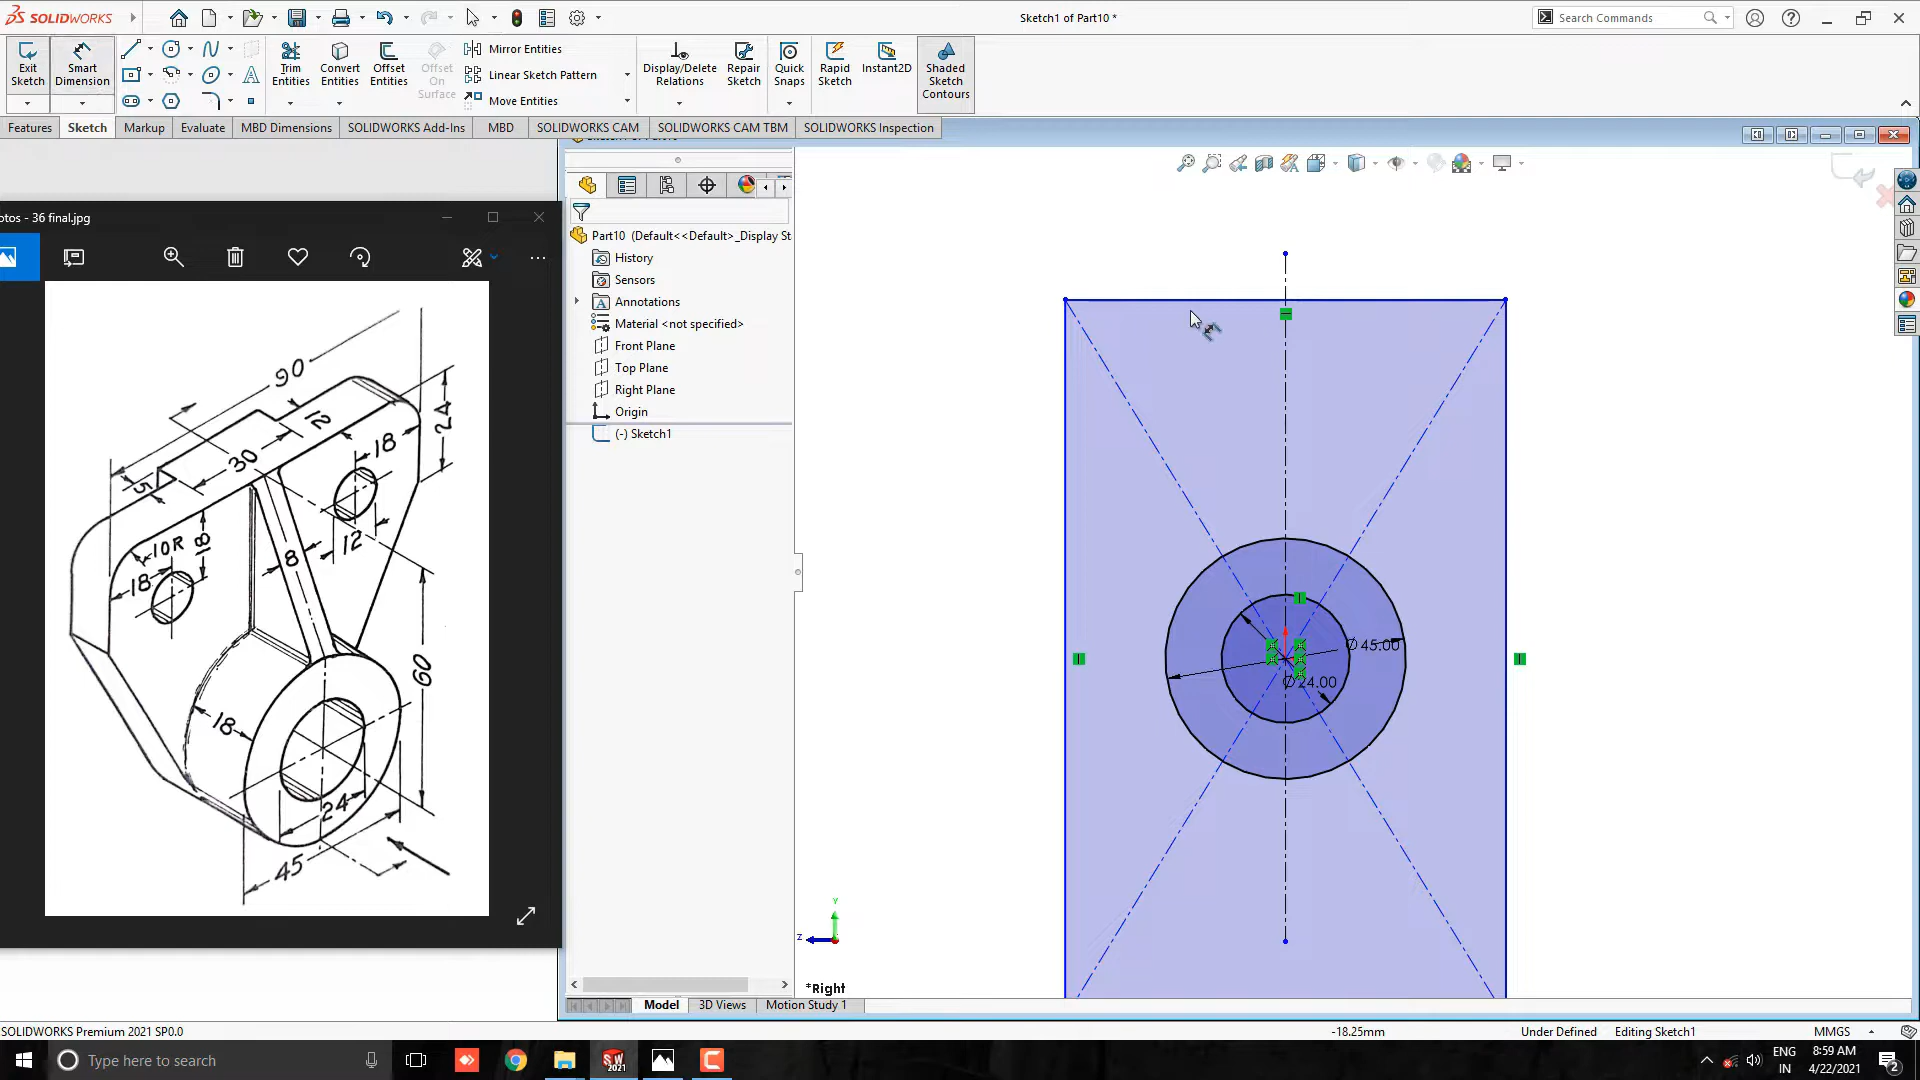 SOLIDWORKS
Sketch1 of Part10 *
Search Commands
Exit Sketch
Smart Dimension
Trim Entities
Convert Entities
Offset Entities
Offset On Surface
Mirror Entities
Linear Sketch Pattern
Move Entities
Display/Delete Relations
Repair Sketch
Quick Snaps
Rapid Sketch
Instant2D
Shaded Sketch Contours
Features
Sketch
Markup
Evaluate
MBD Dimensions
SOLIDWORKS Add-Ins
MBD
SOLIDWORKS CAM
SOLIDWORKS CAM TBM
SOLIDWORKS Inspection
otos - 36 final.jpg
90
12
24
18
30
5
10R
18
18
8
12
60
18
24
45
Part10 (Default<<Default>_Display St
History
Sensors
Annotations
Material <not specified>
Front Plane
Top Plane
Right Plane
Origin
(-) Sketch1
Ø45.00
Ø24.00
Y
Z
*Right
Model
3D Views
Motion Study 1
SOLIDWORKS Premium 2021 SP0.0
-18.25mm
Under Defined
Editing Sketch1
MMGS
Type here to search
SW
2021
ENG
IN
8:59 AM
4/22/2021
2